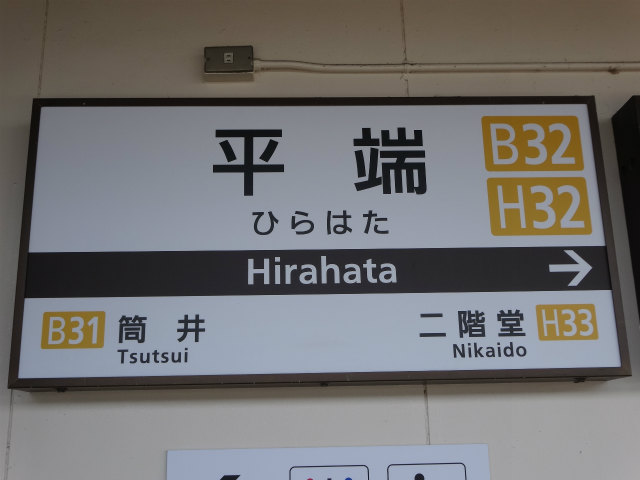 平端
B32
ひらはた
H32
Hirahata →
B31 筒井
Tsutsui
二階堂 H33
Nikaido